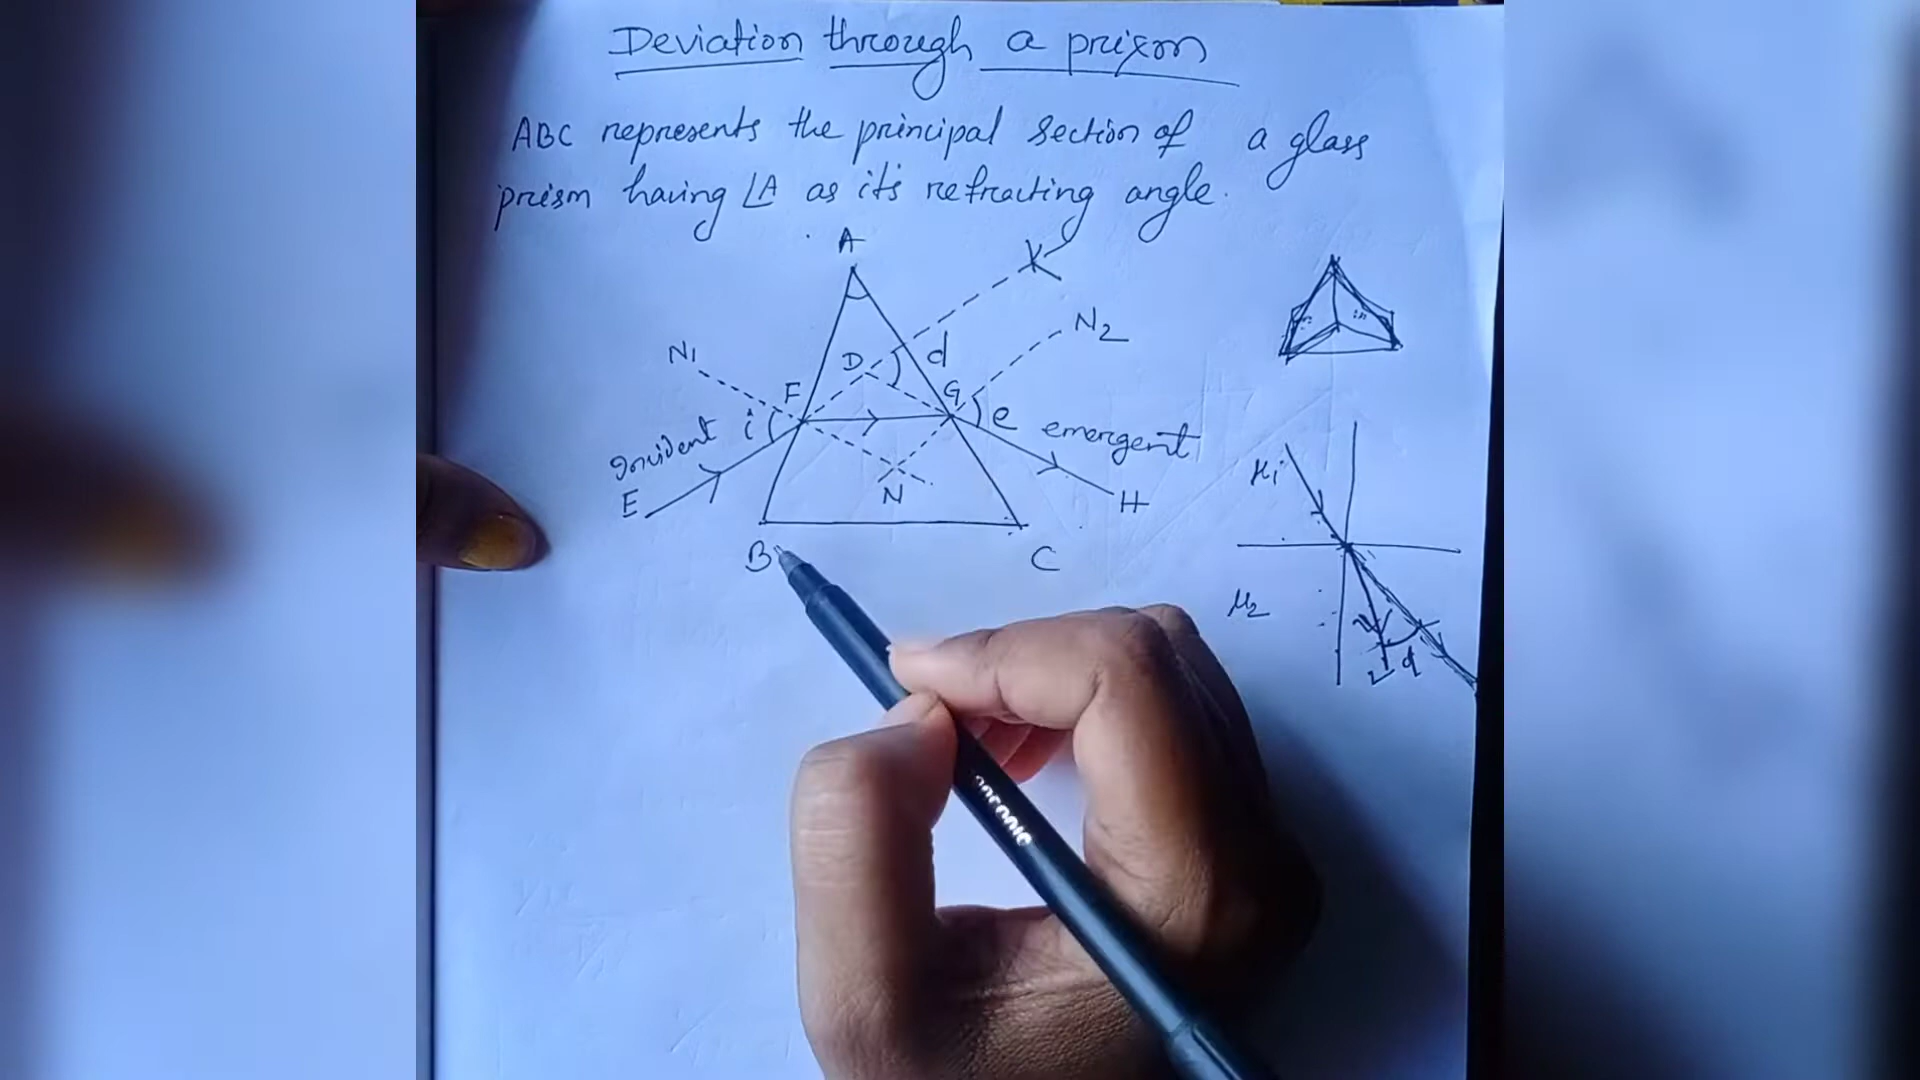 Deviation through a prism
ABC represents the principal section of a glass
prism having ∠A as its refracting angle.
A
K
N1
N2
D
d
F
G
i
e
Incident
emergent
E
N
H
B
C
μ1
μ2
d